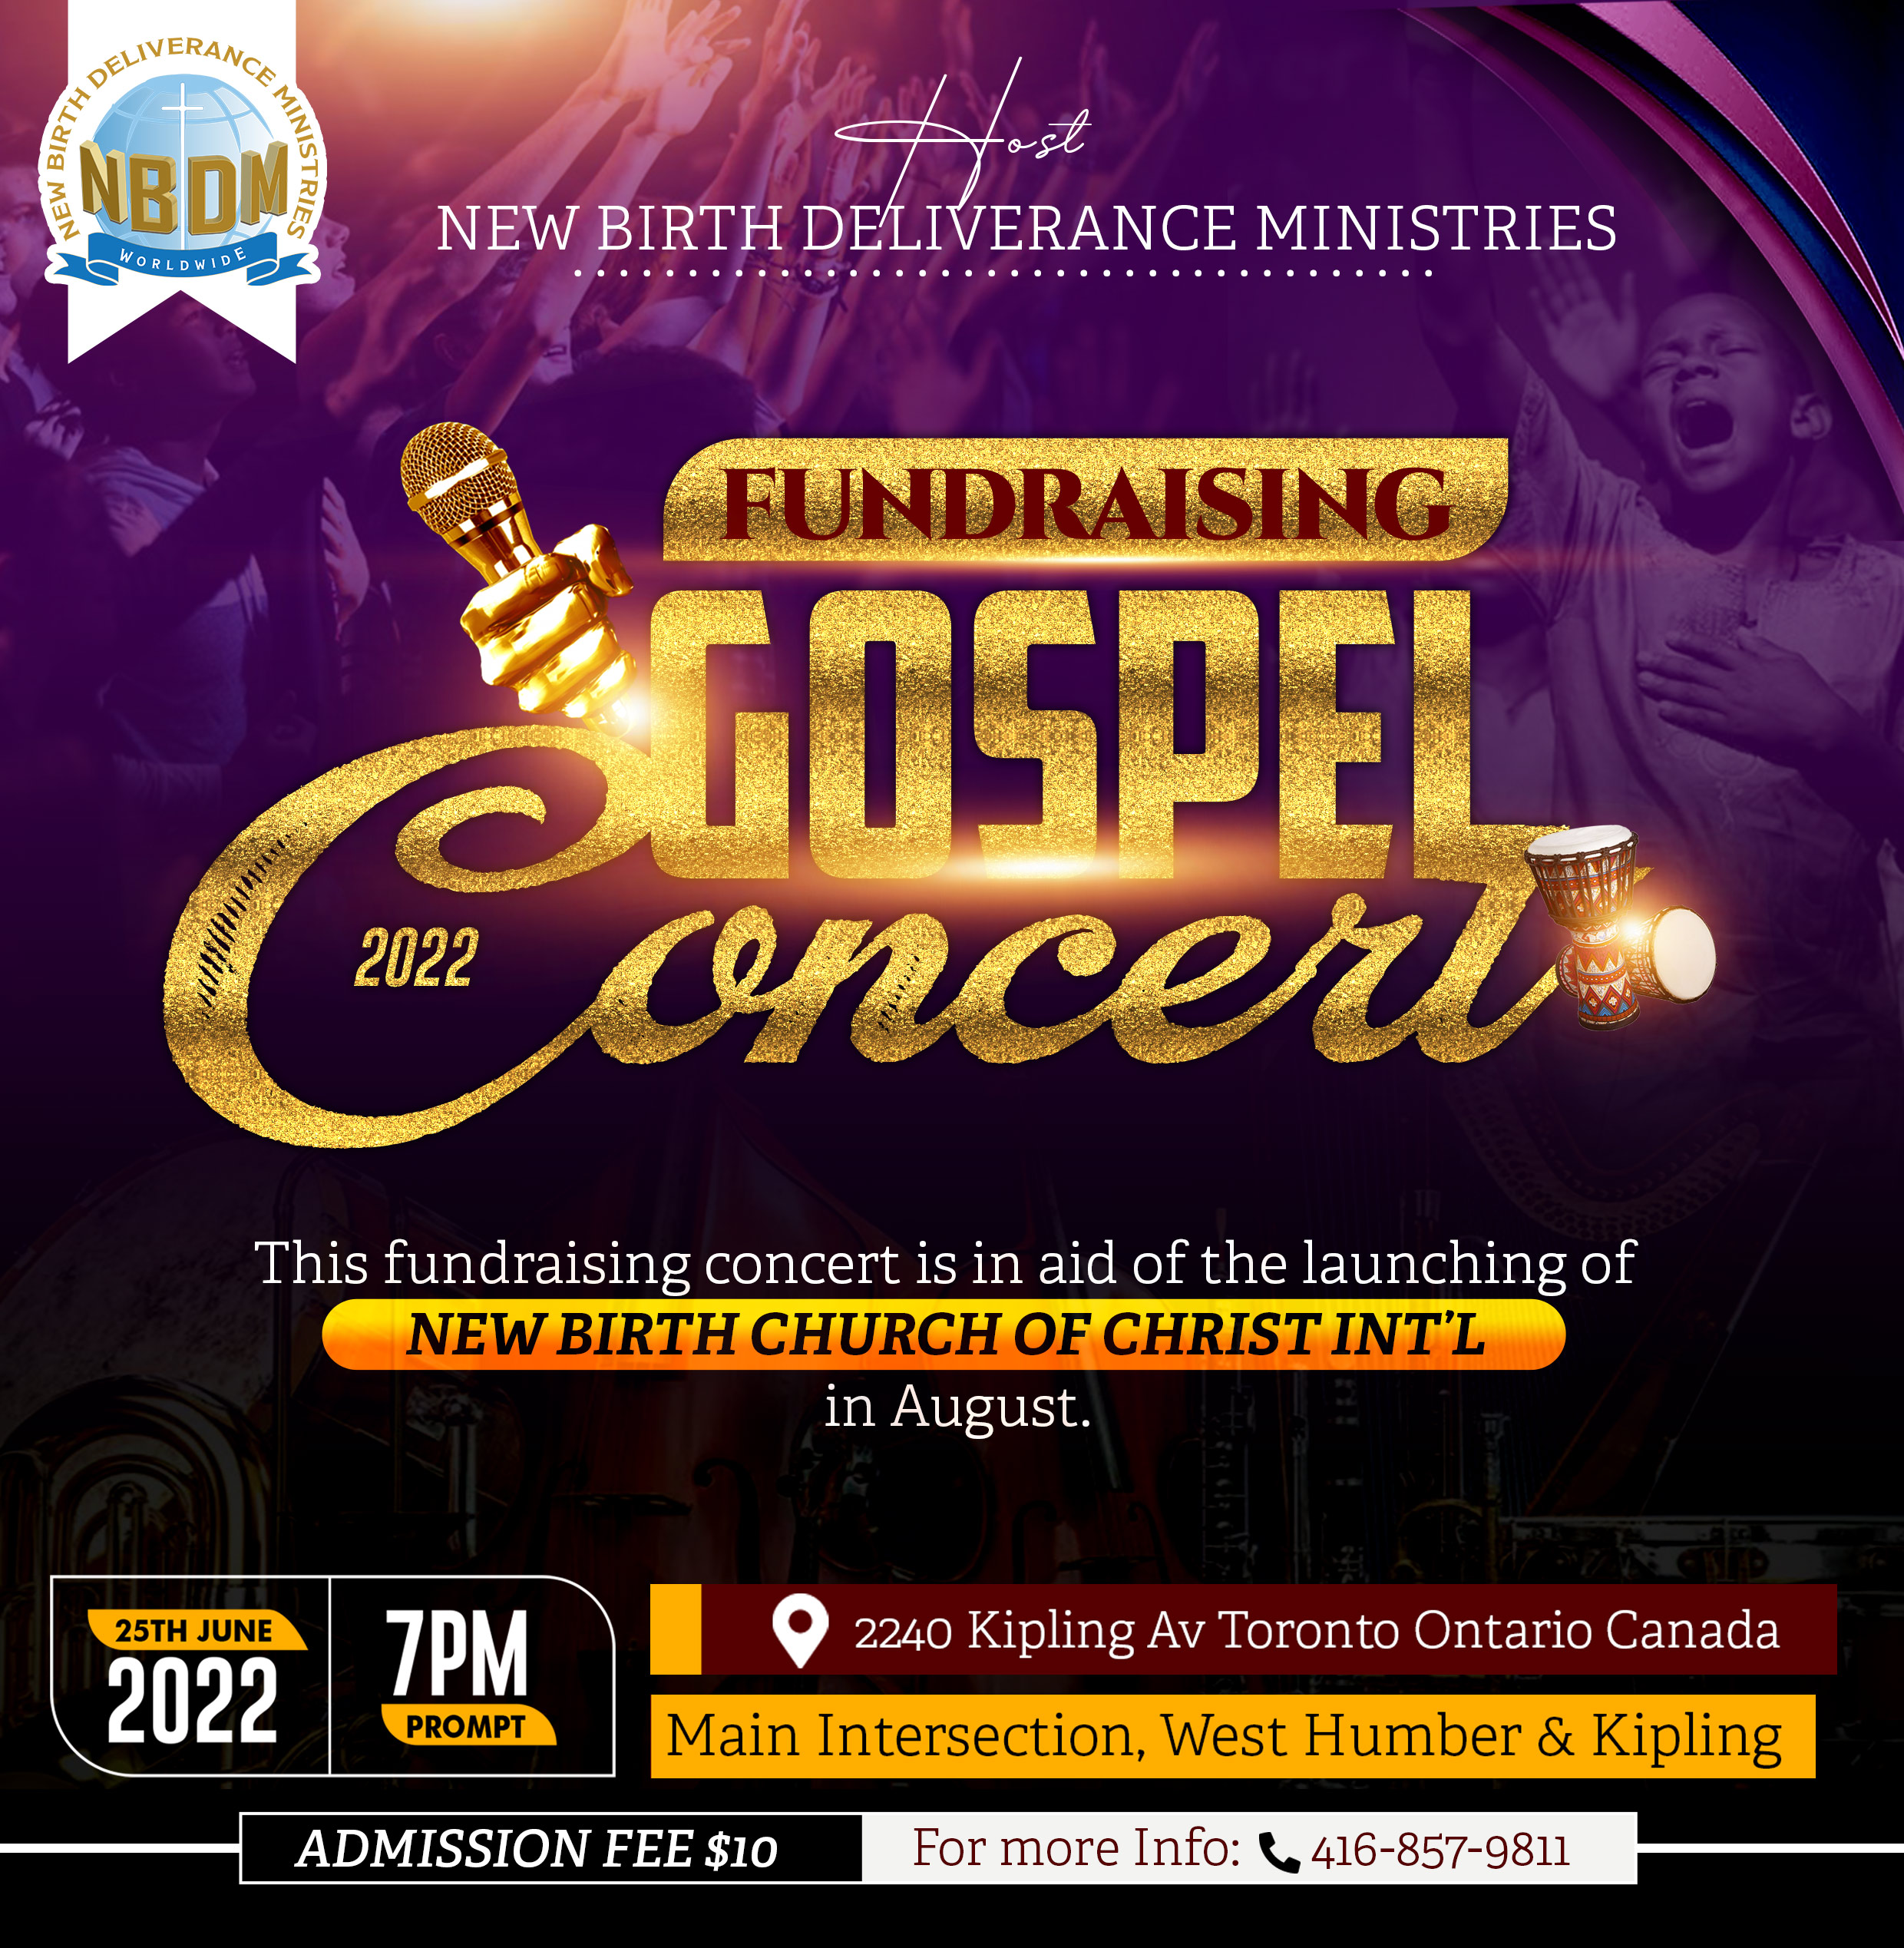 NEW BIRTH DELIVERANCE MINISTRIES
NBDM
WORLDWIDE
Host
NEW BIRTH DELIVERANCE MINISTRIES
FUNDRAISING
GOSPEL
Concert
2022
This fundraising concert is in aid of the launching of
NEW BIRTH CHURCH OF CHRIST INT'L
in August.
25TH JUNE
2022
7PM
PROMPT
2240 Kipling Av Toronto Ontario Canada
Main Intersection, West Humber & Kipling
ADMISSION FEE $10
For more Info: 416-857-9811